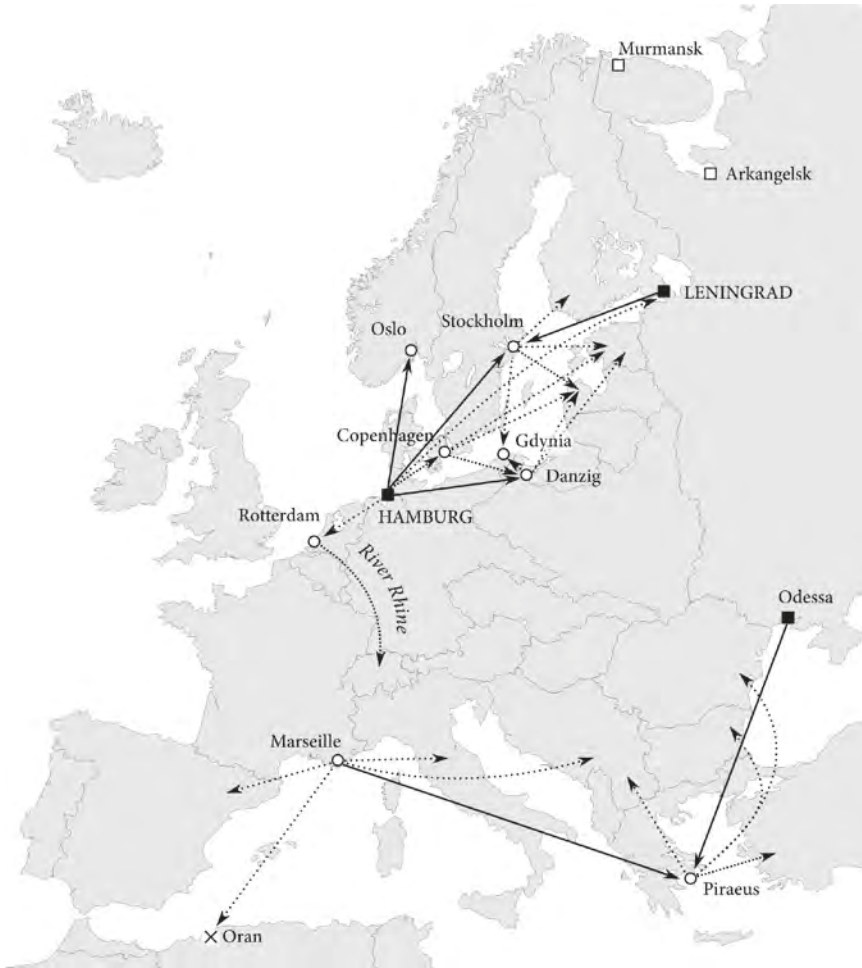 Murmansk
Arkangelsk
LENINGRAD
Stockholm
Oslo
Copenhagen
Gdynia
Danzig
HAMBURG
Rotterdam
River Rhine
Odessa
Marseille
Piraeus
Oran